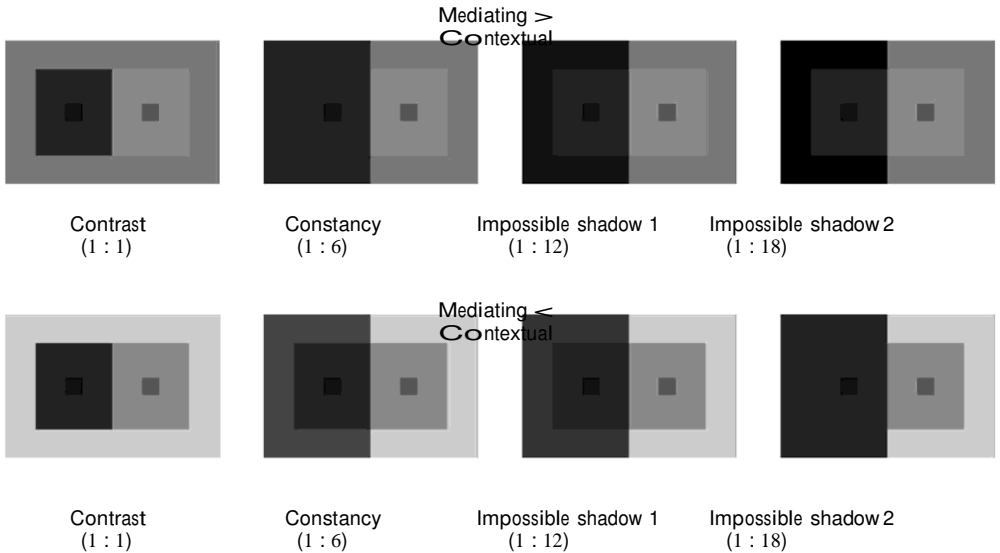 Mediating >
Contextual
Contrast Constancy Impossible shadow 1 Impossible shadow 2
(1 : 1) (1 : 6) (1 : 12) (1 : 18)
Mediating <
Contextual
Contrast Constancy Impossible shadow 1 Impossible shadow 2
(1 : 1) (1 : 6) (1 : 12) (1 : 18)